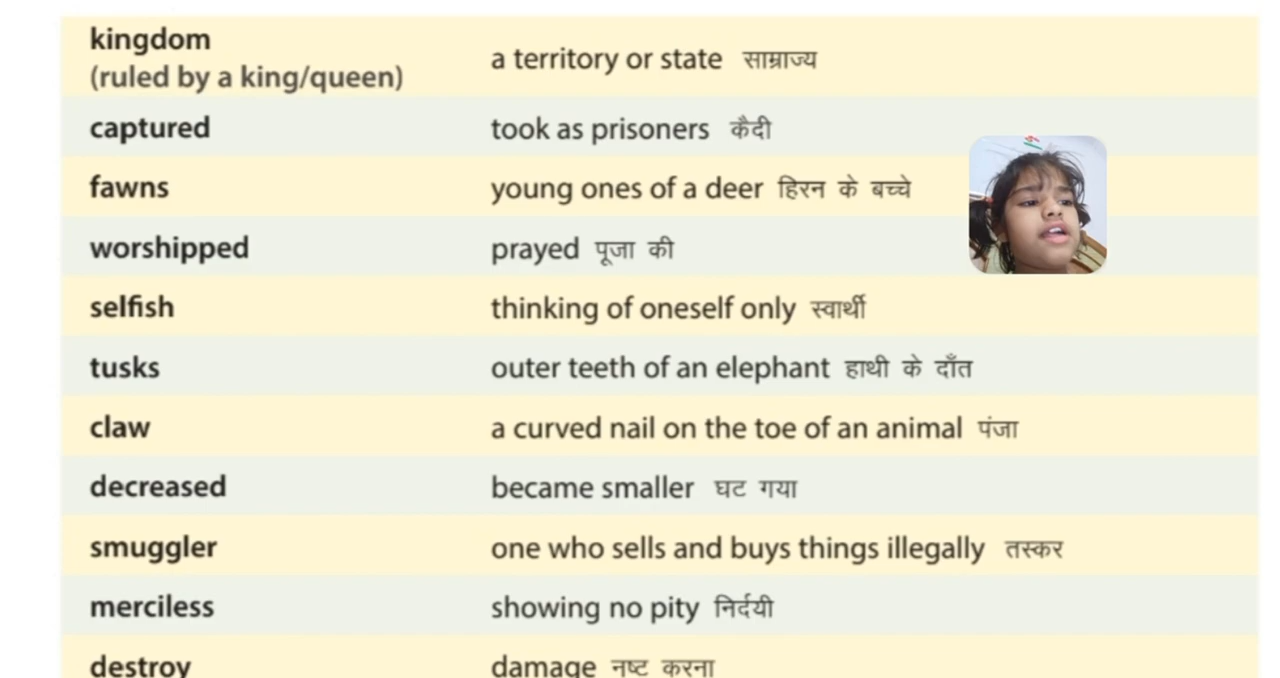 kingdom
(ruled by a king/queen)
a territory or state साम्राज्य
captured took as prisoners कैदी
fawns young ones of a deer हिरन के बच्चे
worshipped prayed पूजा की
selfish thinking of oneself only स्वार्थी
tusks outer teeth of an elephant हाथी के दाँत
claw a curved nail on the toe of an animal पंजा
decreased became smaller घट गया
smuggler one who sells and buys things illegally तस्कर
merciless showing no pity निर्दयी
destroy damage नष्ट करना